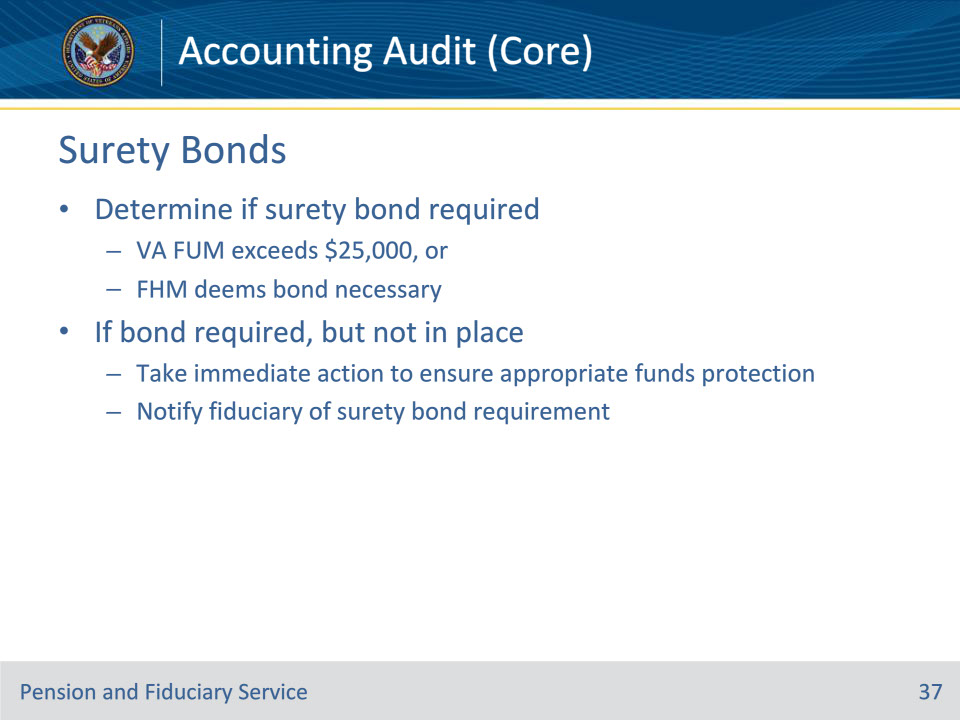 Accounting Audit (Core)
Surety Bonds
• Determine if surety bond required
– VA FUM exceeds $25,000, or
– FHM deems bond necessary
• If bond required, but not in place
– Take immediate action to ensure appropriate funds protection
– Notify fiduciary of surety bond requirement
Pension and Fiduciary Service
37